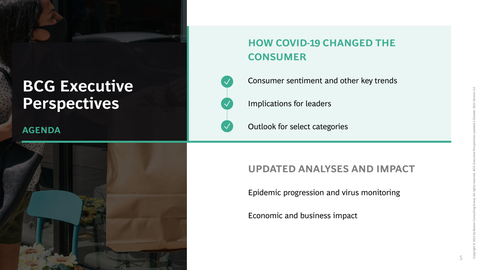 BCG Executive
Perspectives
AGENDA
HOW COVID-19 CHANGED THE
CONSUMER
Consumer sentiment and other key trends
Implications for leaders
Outlook for select categories
UPDATED ANALYSES AND IMPACT
Epidemic progression and virus monitoring
Economic and business impact
5